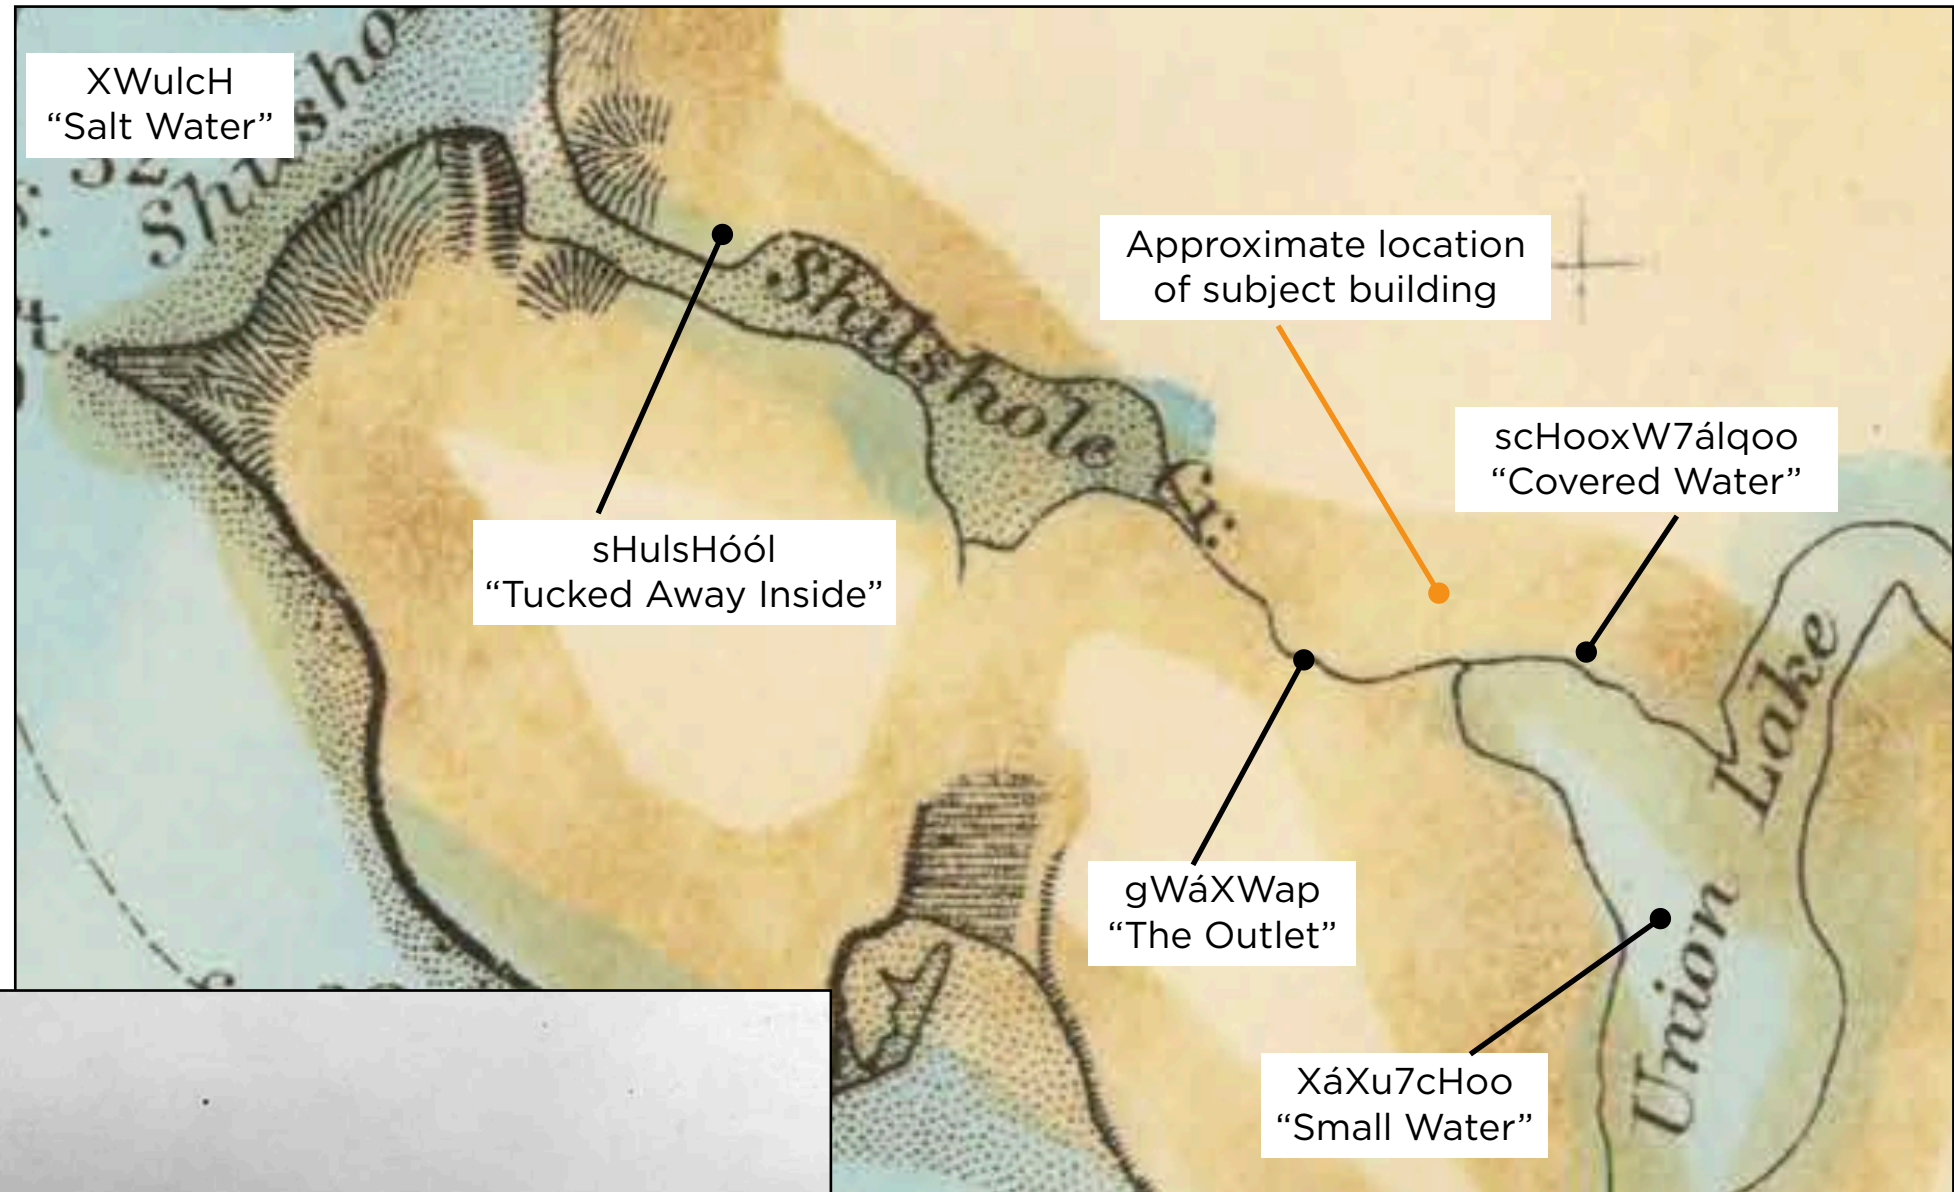 XWulcH
“Salt Water”
Shilshole Cr.
Approximate location
of subject building
scHooxW7álqoo
“Covered Water”
sHulsHóól
“Tucked Away Inside”
gWáXWap
“The Outlet”
XáXu7cHoo
“Small Water”
Union Lake